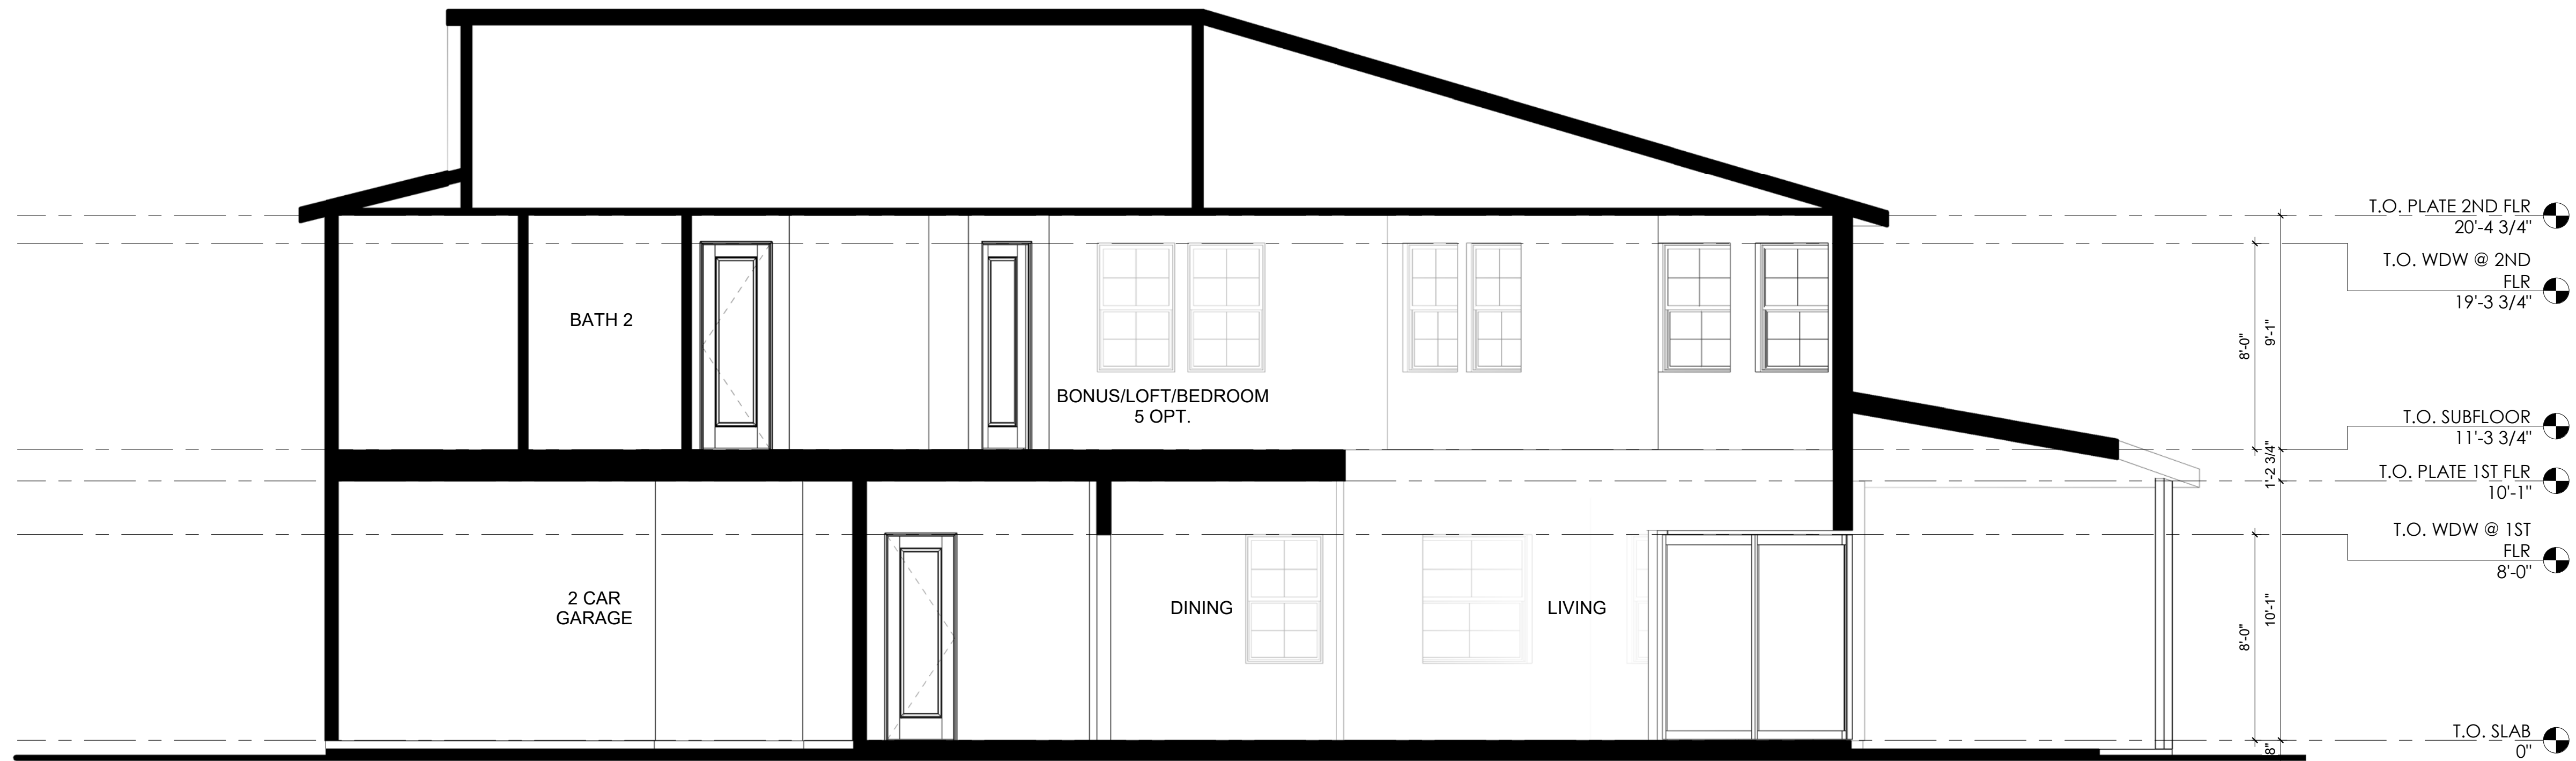 T.O. PLATE 2ND FLR
20'-4 3/4"
T.O. WDW @ 2ND
FLR
19'-3 3/4"
BATH 2
8'-0"
9'-1"
BONUS/LOFT/BEDROOM
5 OPT.
T.O. SUBFLOOR
11'-3 3/4"
1'-2 3/4"
T.O. PLATE 1ST FLR
10'-1"
T.O. WDW @ 1ST
FLR
8'-0"
2 CAR
GARAGE
DINING
LIVING
8'-0"
10'-1"
T.O. SLAB
0"
8"